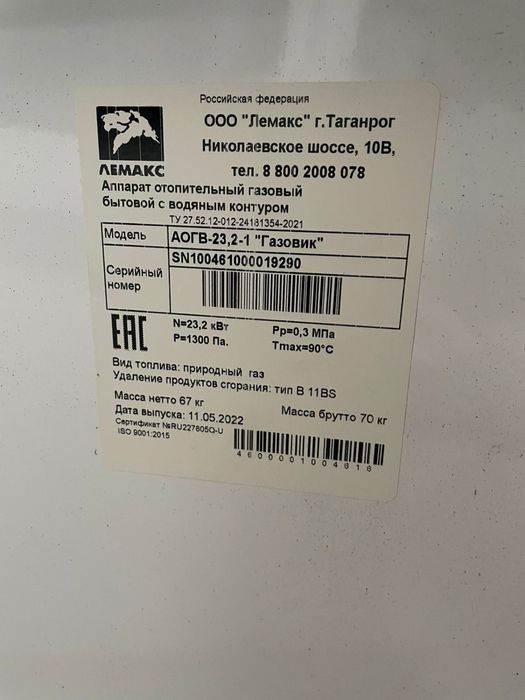 Российская федерация
ООО "Лемакс" г.Таганрог
Николаевское шоссе, 10В,
тел. 8 800 2008 078
ЛЕМАКС
Аппарат отопительный газовый
бытовой с водяным контуром
ТУ 27.52.12-012-24181354-2021
Модель АОГВ-23,2-1 "Газовик"
Серийный номер SN100461000019290
EAC
N=23,2 кВт Pp=0,3 МПа
P=1300 Па. Tmax=90°C
Вид топлива: природный газ
Удаление продуктов сгорания: тип В 11BS
Масса нетто 67 кг Масса брутто 70 кг
Дата выпуска: 11.05.2022
Сертификат №RU227805Q-U
ISO 9001:2015
4600001004616